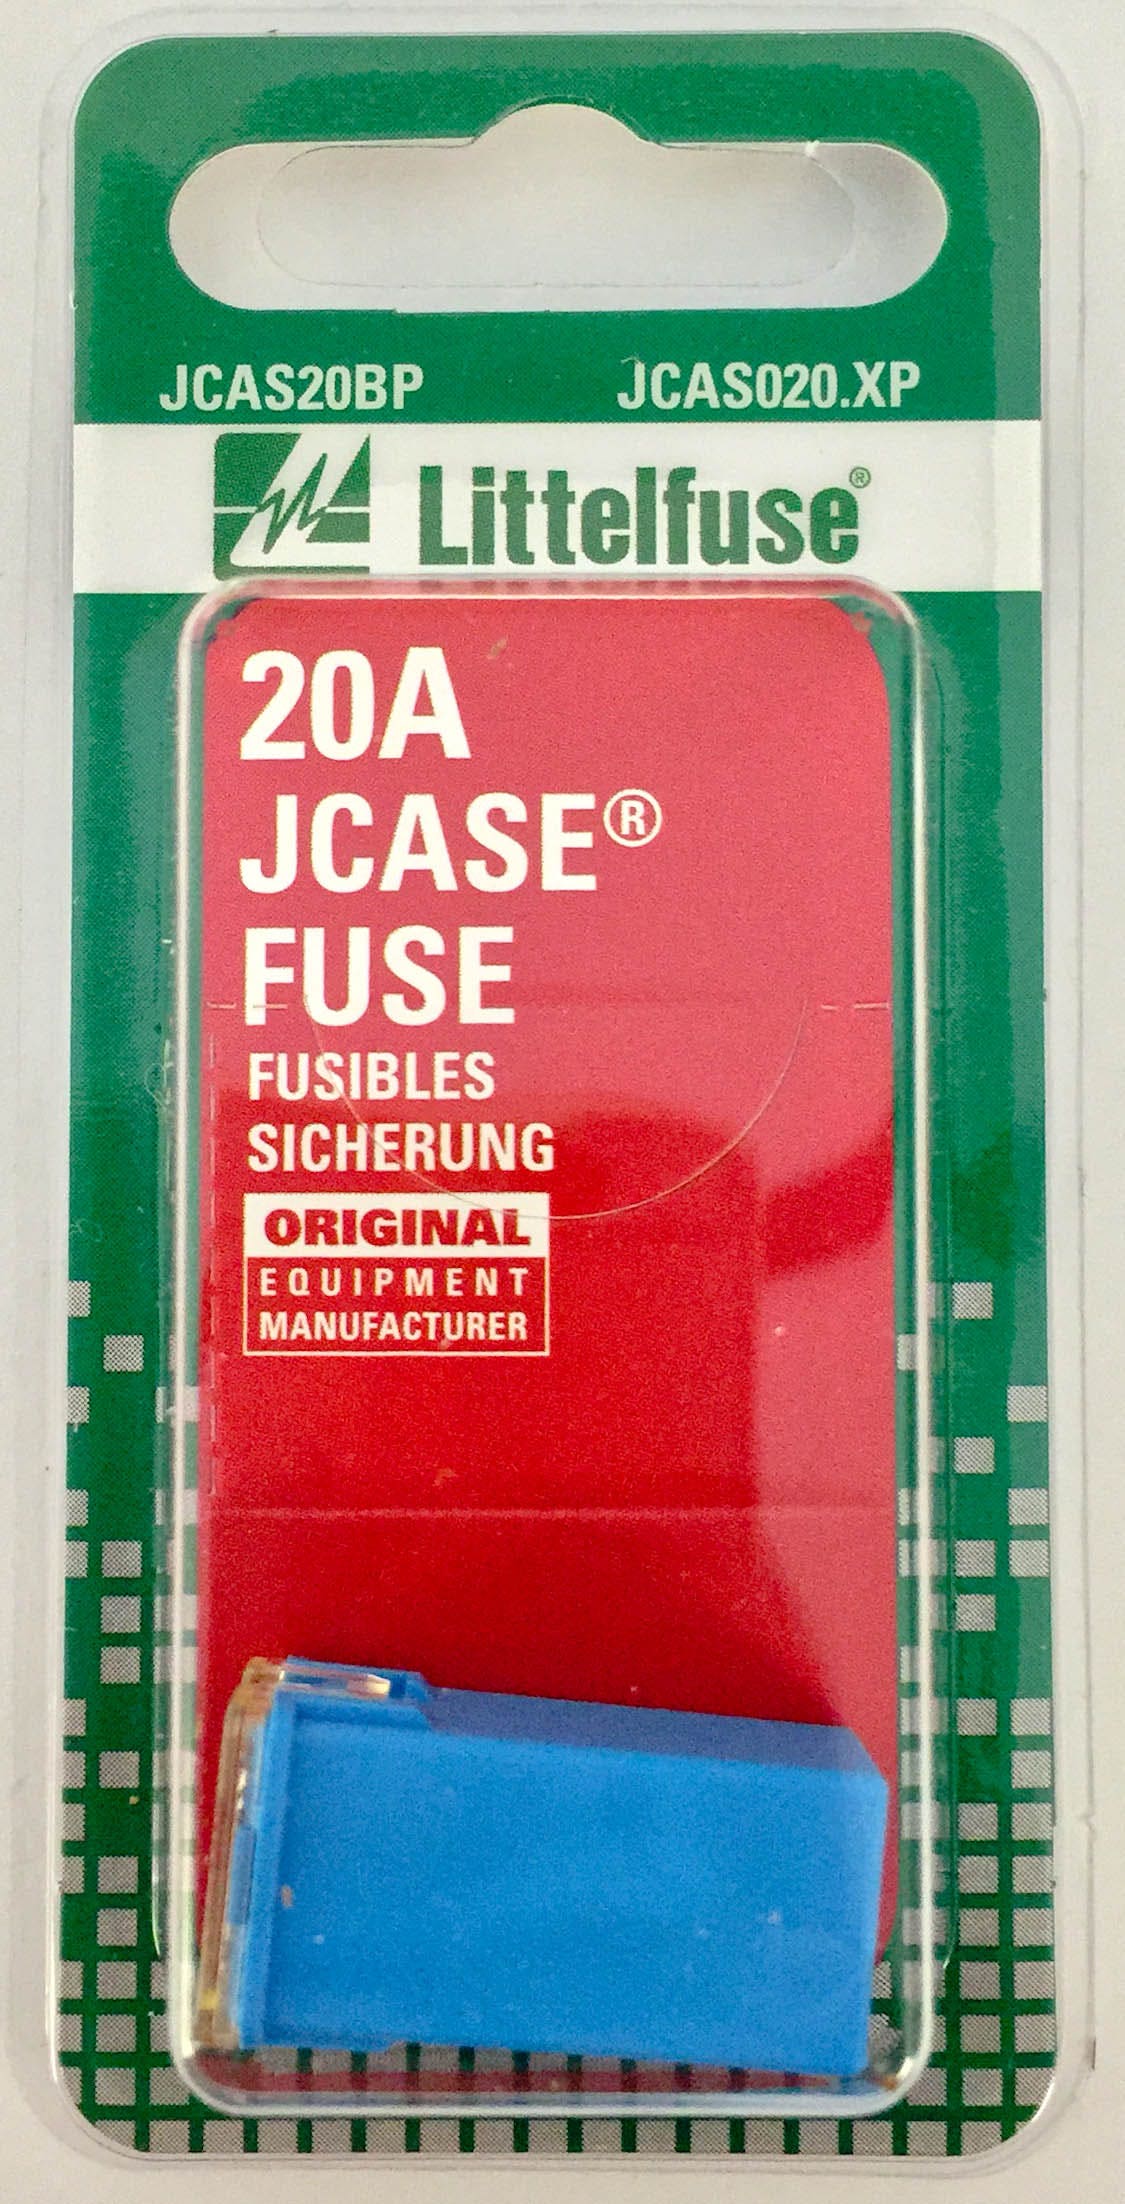 JCAS20BP JCAS020.XP
Littelfuse®
20A
JCASE®
FUSE
FUSIBLES
SICHERUNG
ORIGINAL
EQUIPMENT
MANUFACTURER